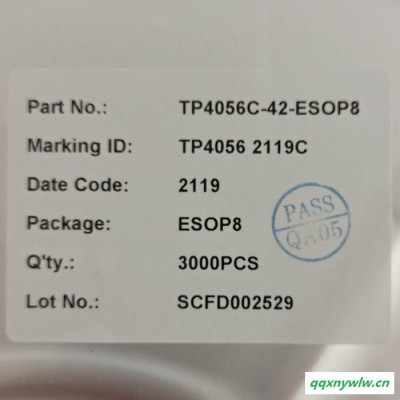 Part No.: TP4056C-42-ESOP8
Marking ID: TP4056 2119C
Date Code: 2119
Package: ESOP8
PASS
QA05
Q'ty.: 3000PCS
Lot No.: SCFD002529
qqxnywlw.cn